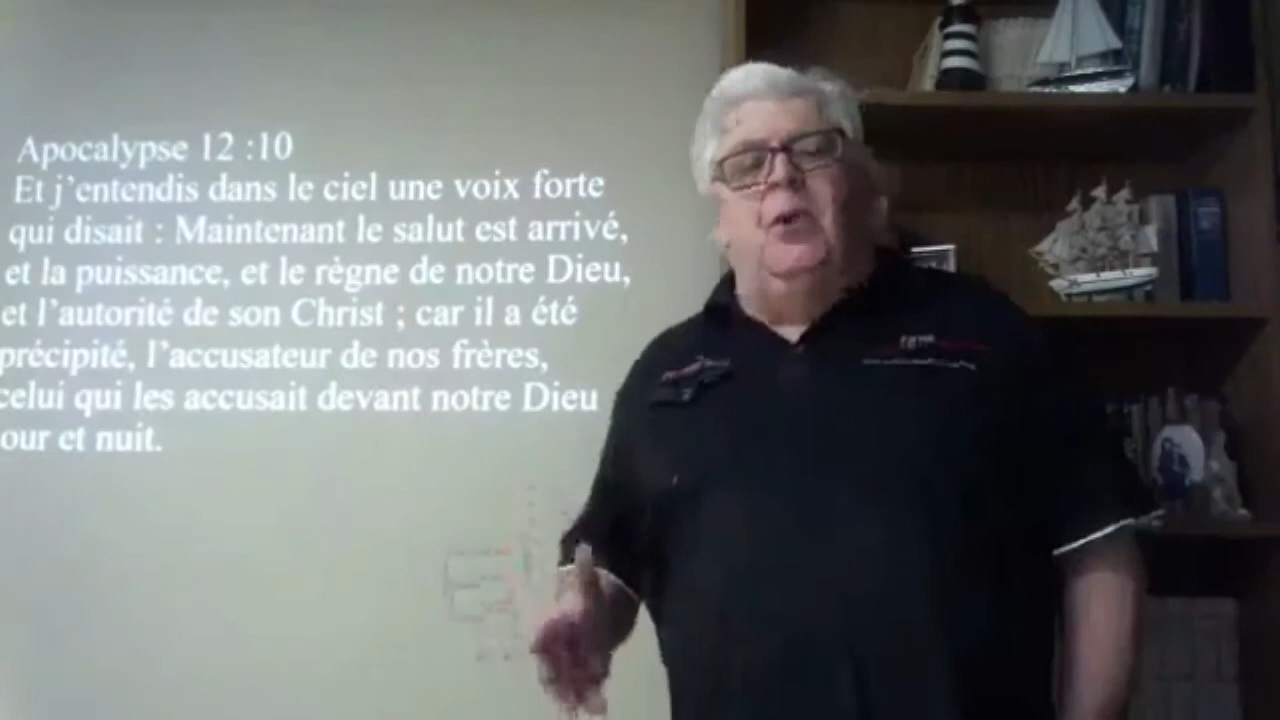 Apocalypse 12 :10
Et j’entendis dans le ciel une voix forte
qui disait : Maintenant le salut est arrivé,
et la puissance, et le règne de notre Dieu,
et l’autorité de son Christ ; car il a été
précipité, l’accusateur de nos frères,
celui qui les accusait devant notre Dieu
our et nuit.